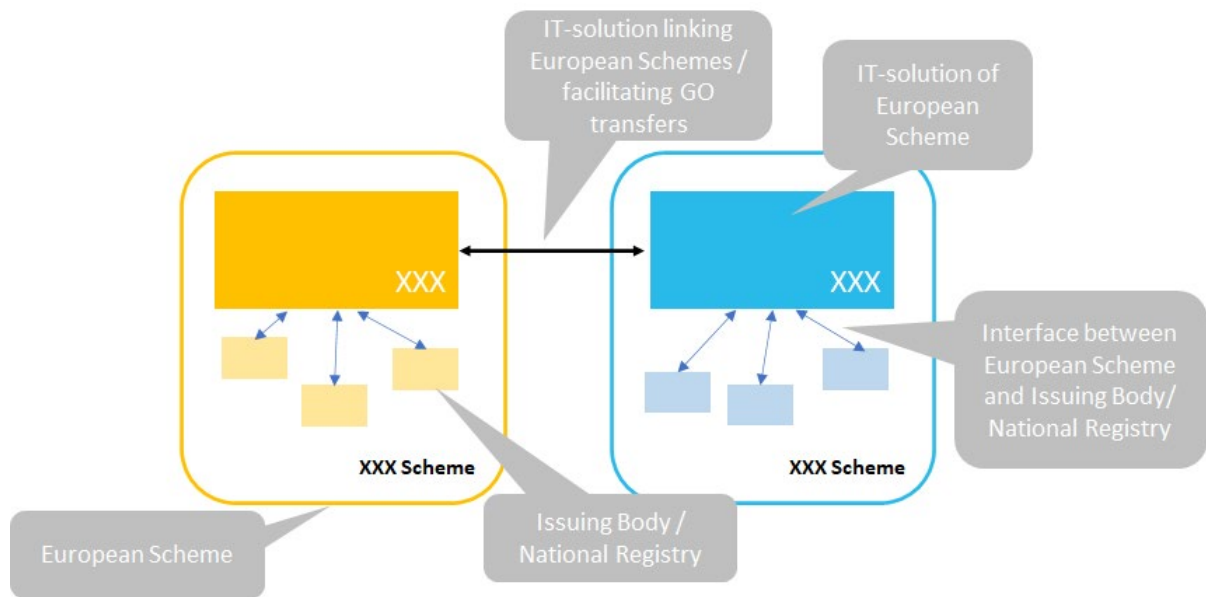 IT-solution linking
European Schemes /
facilitating GO
transfers
IT-solution of
European
Scheme
XXX
XXX
Interface between
European Scheme
and Issuing Body/
National Registry
XXX Scheme
XXX Scheme
Issuing Body /
National Registry
European Scheme